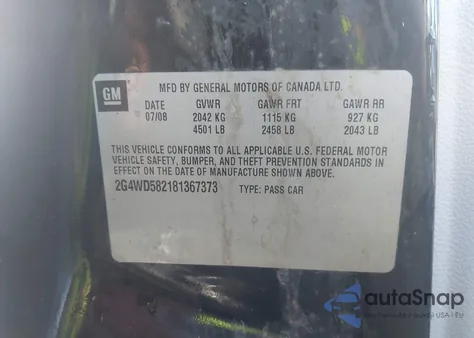 GM
MFD BY GENERAL MOTORS OF CANADA LTD.
DATE GVWR GAWR FRT GAWR RR
07/08 2042 KG 1115 KG 927 KG
4501 LB 2458 LB 2043 LB
THIS VEHICLE CONFORMS TO ALL APPLICABLE U.S. FEDERAL MOTOR
VEHICLE SAFETY, BUMPER, AND THEFT PREVENTION STANDARDS IN
EFFECT ON THE DATE OF MANUFACTURE SHOWN ABOVE.
2G4WD582181367373 TYPE: PASS CAR
autaSnap